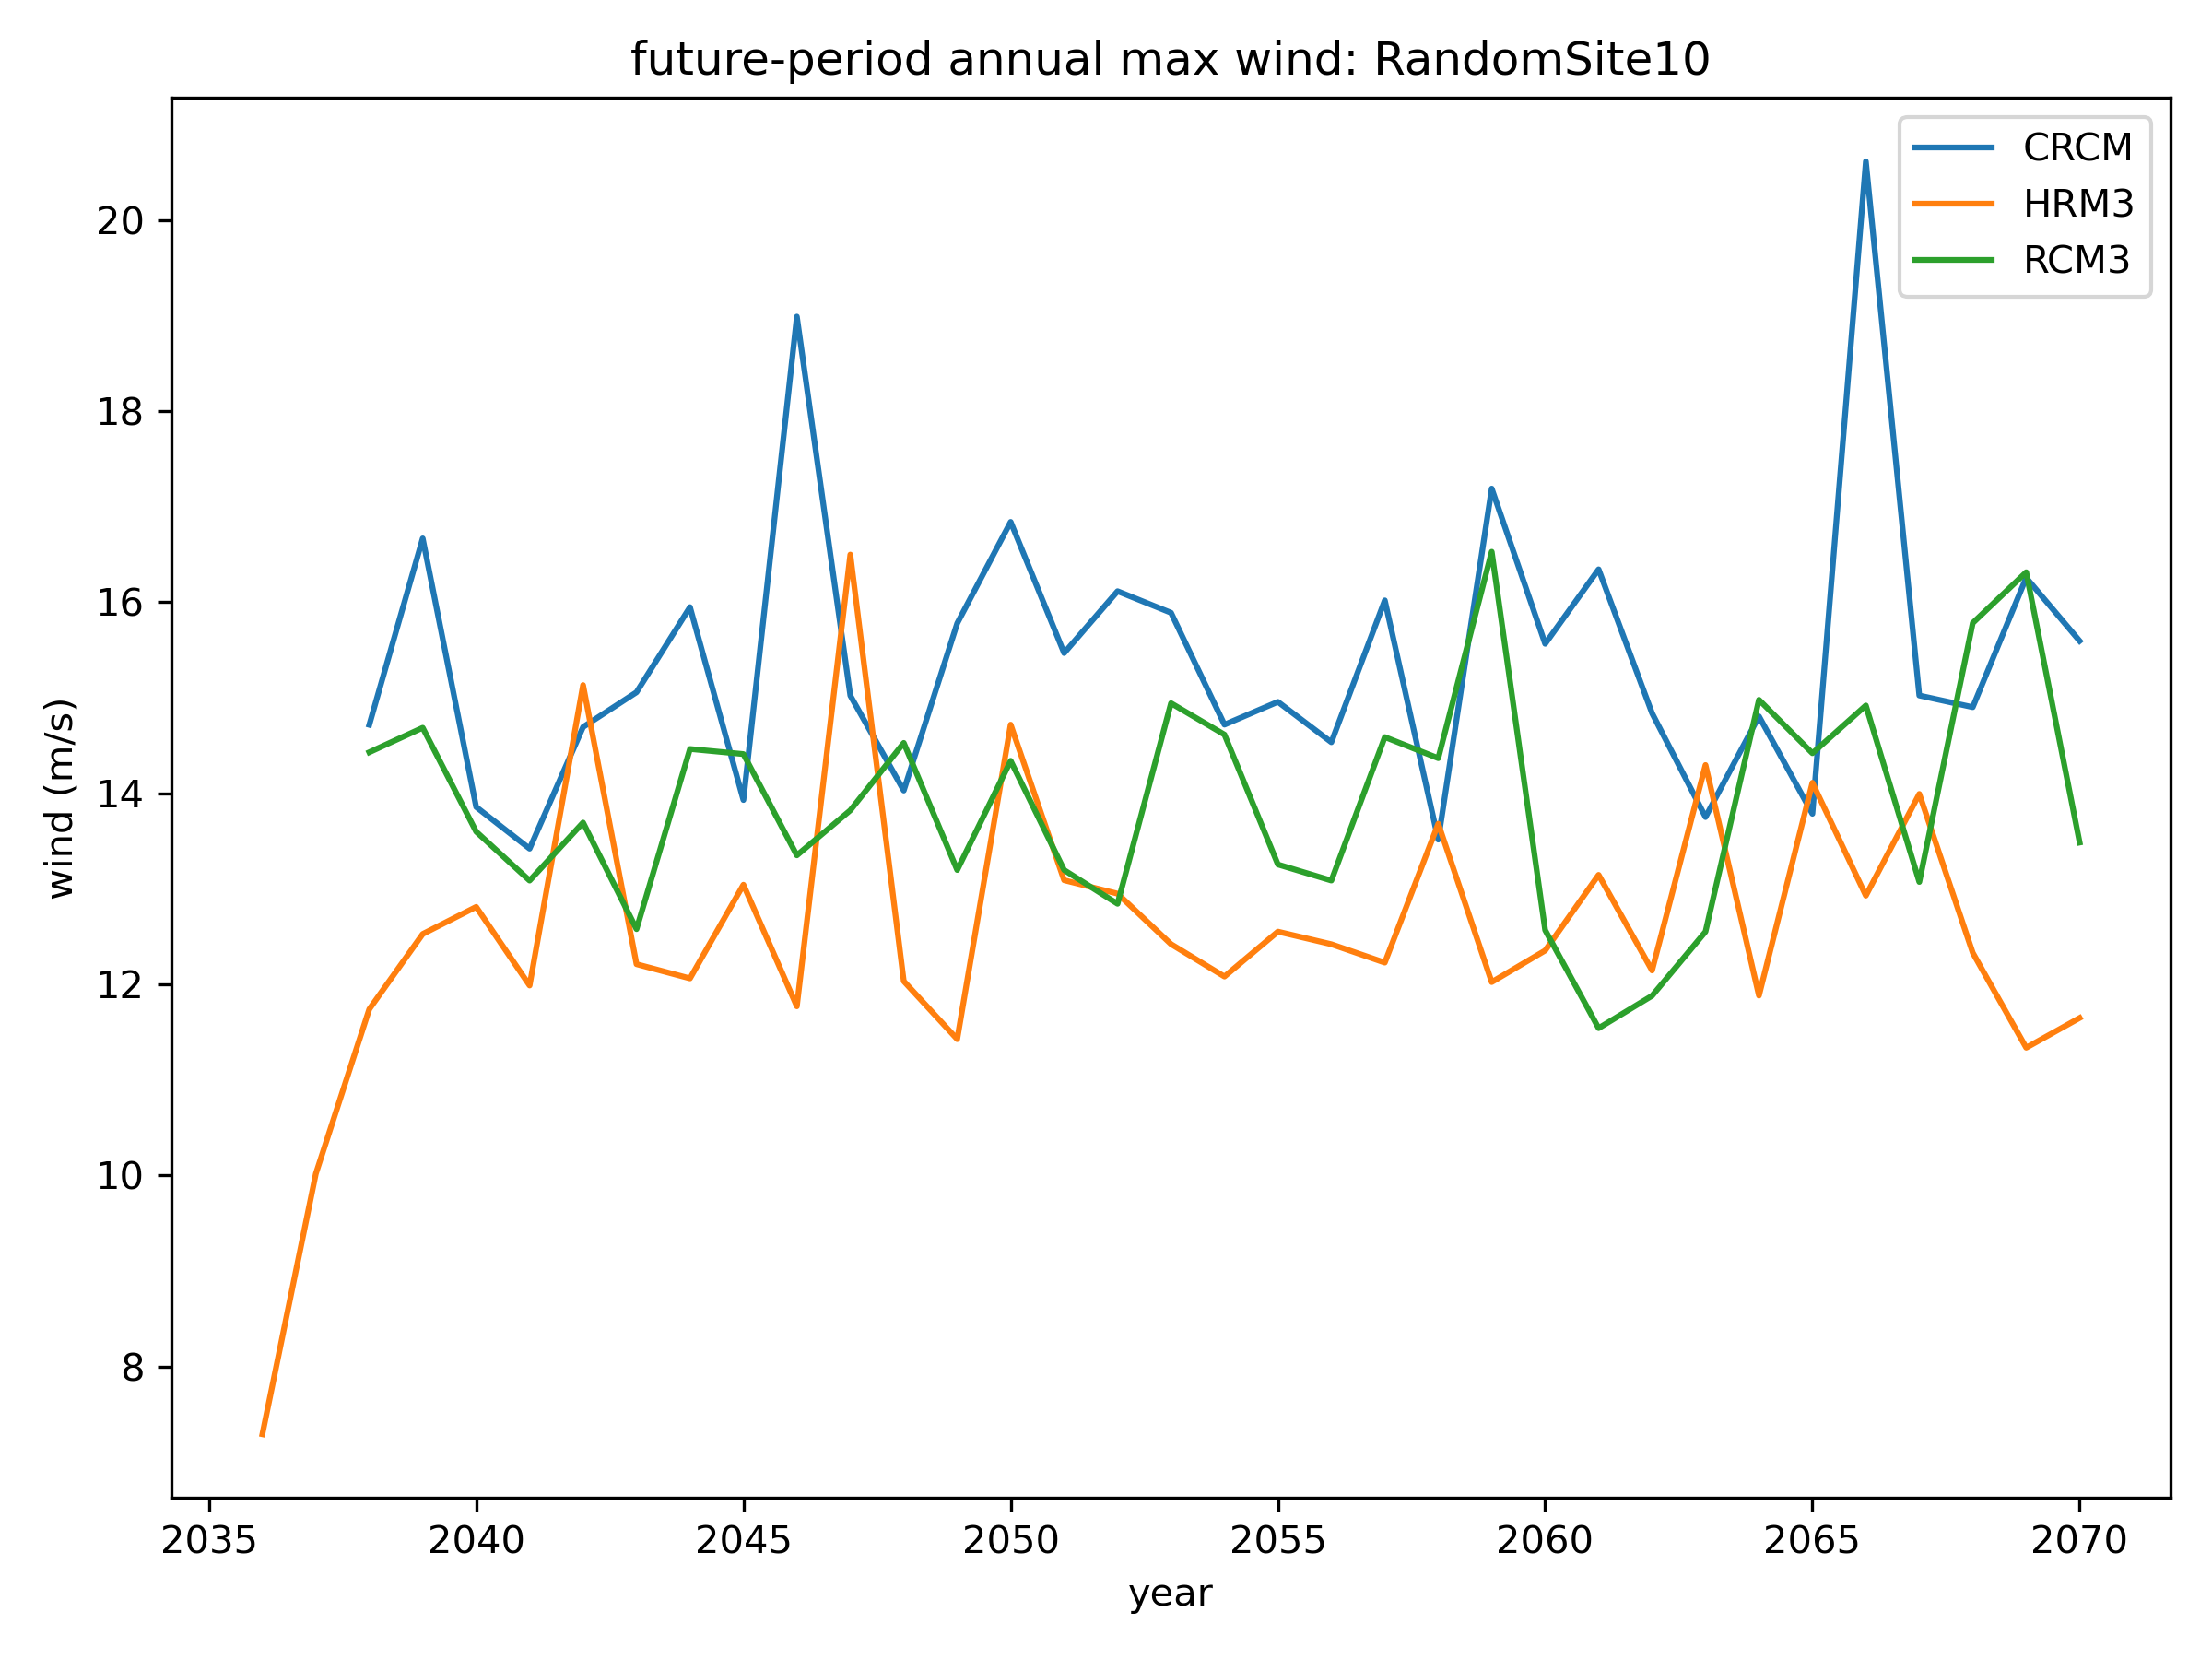 future-period annual max wind: RandomSite10
CRCM
HRM3
RCM3
wind (m/s)
20
18
16
14
12
10
8
2035 2040 2045 2050 2055 2060 2065 2070
year